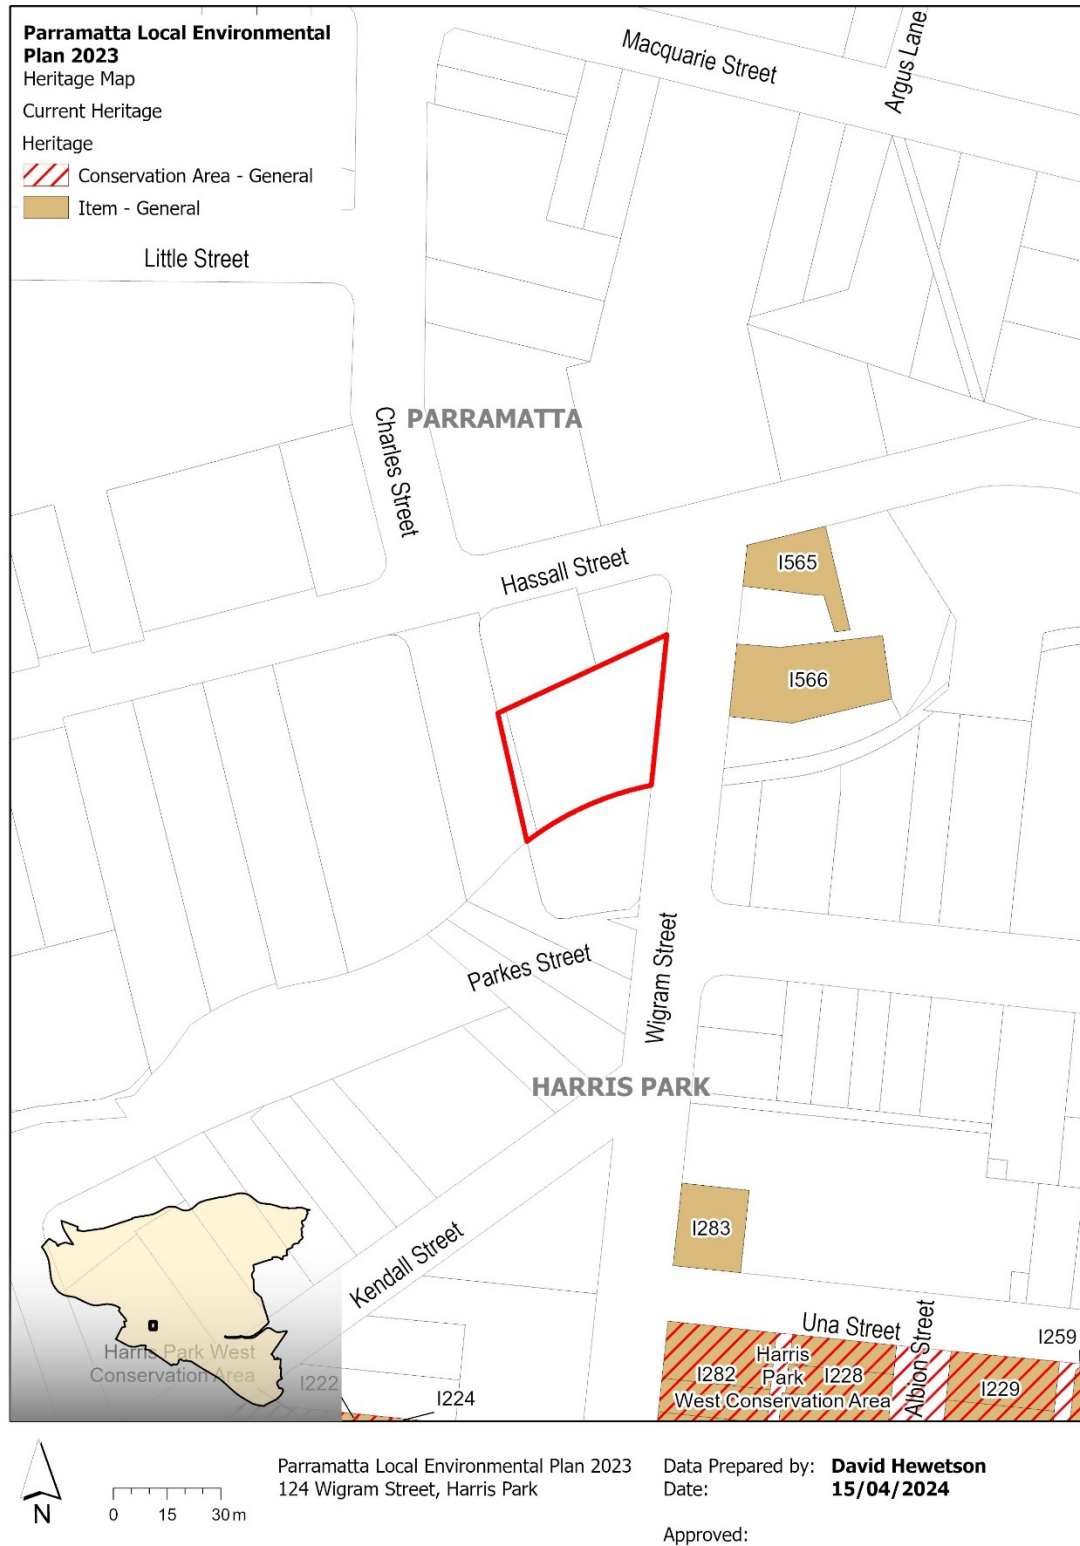 Parramatta Local Environmental
Plan 2023
Heritage Map
Current Heritage
Heritage
Conservation Area - General
Item - General
Macquarie Street
Argus Lane
Little Street
PARRAMATTA
Charles Street
Hassall Street
I565
I566
Parkes Street
Wigram Street
HARRIS PARK
I283
Kendall Street
Una Street
Albion Street
I259
Harris
Park
West Conservation Area
I282
I228
I229
Harris Park West
Conservation Area
I222
I224
N
0 15 30 m
Parramatta Local Environmental Plan 2023
124 Wigram Street, Harris Park
Data Prepared by: David Hewetson
Date: 15/04/2024
Approved: